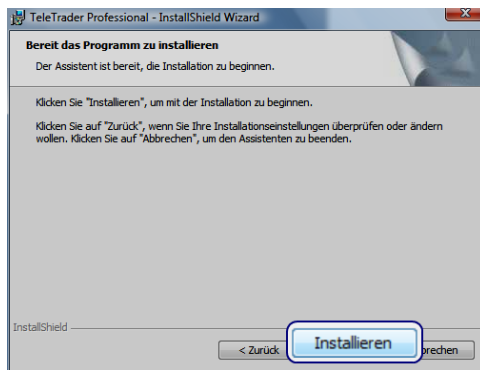 TeleTrader Professional - InstallShield Wizard
Bereit das Programm zu installieren
Der Assistent ist bereit, die Installation zu beginnen.
Klicken Sie "Installieren", um mit der Installation zu beginnen.
Klicken Sie auf "Zurück", wenn Sie Ihre Installationseinstellungen überprüfen oder ändern
wollen. Klicken Sie auf "Abbrechen", um den Assistenten zu beenden.
InstallShield
< Zurück Installieren